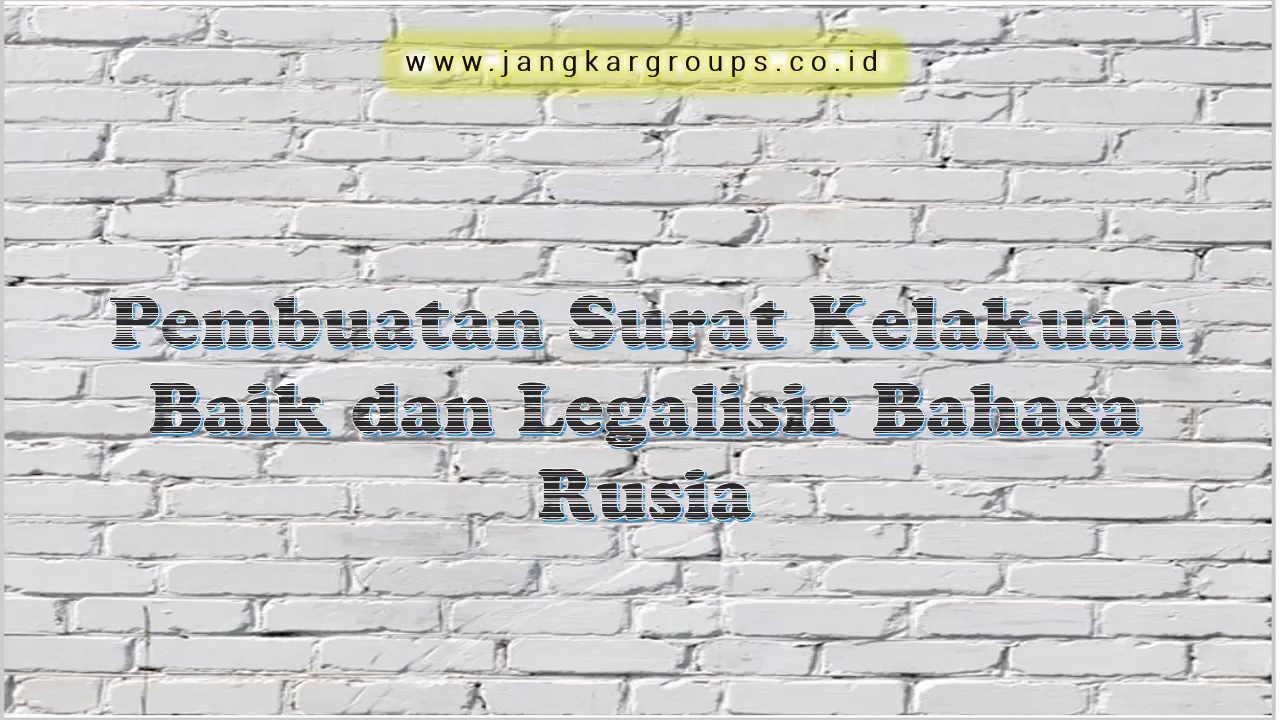 www.jangkargroups.co.id
Pembuatan Surat Kelakuan
Baik dan Legalisir Bahasa
Rusia